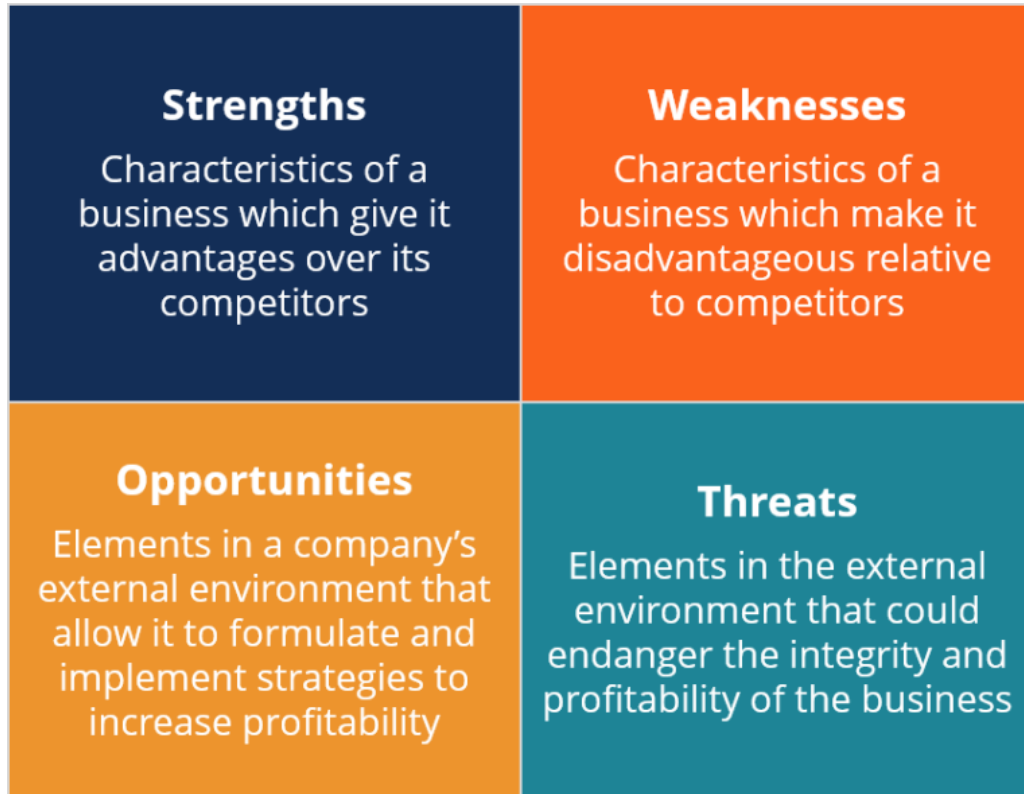 Strengths
Characteristics of a
business which give it
advantages over its
competitors
Weaknesses
Characteristics of a
business which make it
disadvantageous relative
to competitors
Opportunities
Elements in a company’s
external environment that
allow it to formulate and
implement strategies to
increase profitability
Threats
Elements in the external
environment that could
endanger the integrity and
profitability of the business